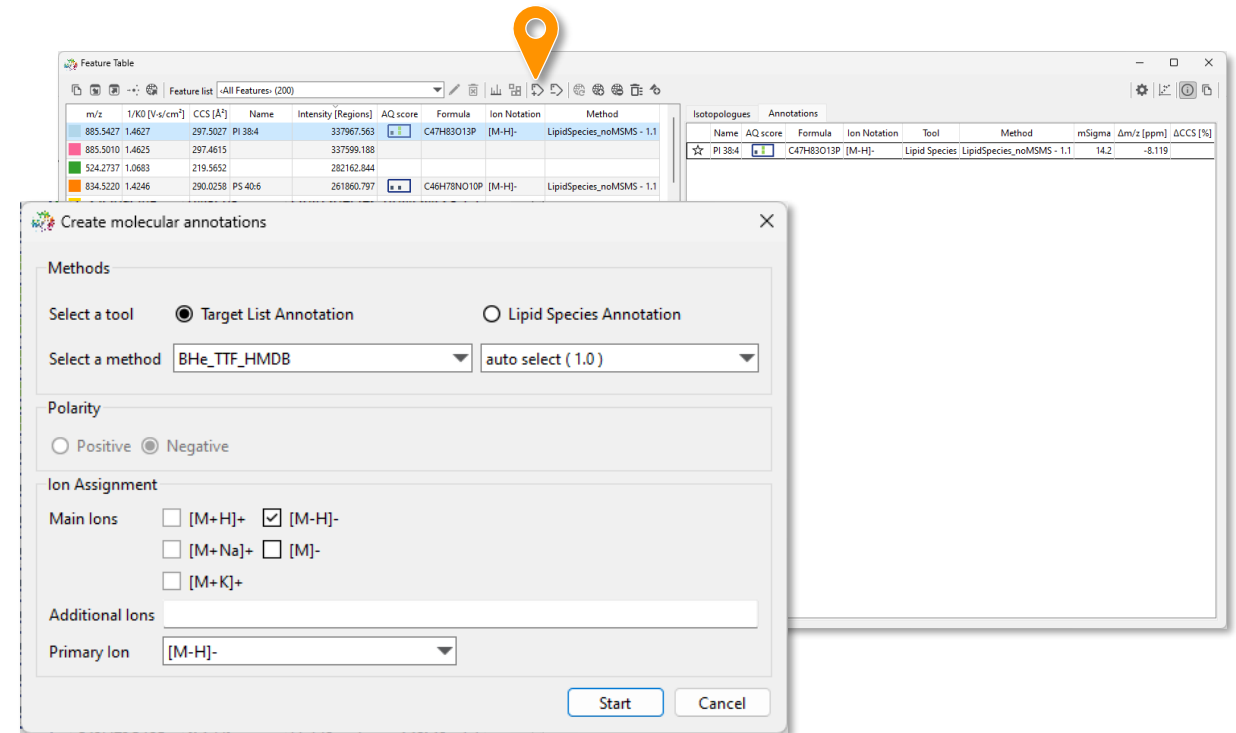 Feature Table
Feature list <All Features> (200)
m/z 1/K0 [V·s/cm²] CCS [Å²] Name Intensity [Regions] AQ score Formula Ion Notation Method
885.5427 1.4627 297.5027 PI 38:4 337967.563 C47H83O13P [M-H]- LipidSpecies_noMSMS - 1.1
885.5010 1.4625 297.4615 337599.188
524.2737 1.0683 219.5652 282162.844
834.5220 1.4246 290.0258 PS 40:6 261860.797 C46H78NO10P [M-H]- LipidSpecies_noMSMS - 1.1
Isotopologues Annotations
Name AQ score Formula Ion Notation Tool Method mSigma Δm/z [ppm] ΔCCS [%]
PI 38:4 C47H83O13P [M-H]- Lipid Species LipidSpecies_noMSMS - 1.1 14.2 -8.119
Create molecular annotations
Methods
Select a tool Target List Annotation Lipid Species Annotation
Select a method BHe_TTF_HMDB auto select ( 1.0 )
Polarity
Positive Negative
Ion Assignment
Main Ions [M+H]+ [M-H]-
[M+Na]+ [M]-
[M+K]+
Additional Ions
Primary Ion [M-H]-
Start Cancel